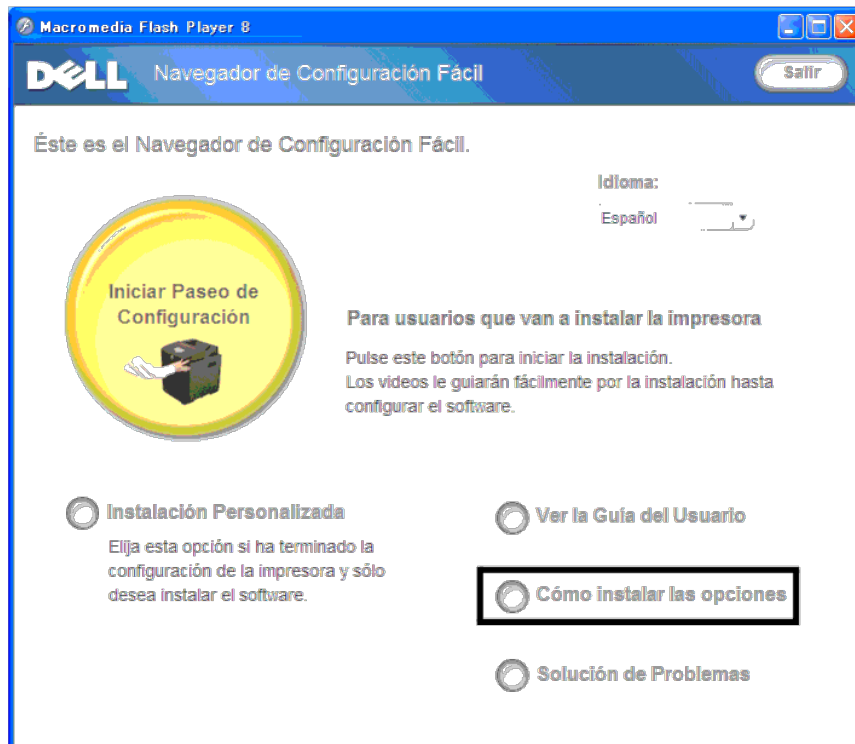 Macromedia Flash Player 8
DELL Navegador de Configuración Fácil
Salir
Éste es el Navegador de Configuración Fácil.
Idioma:
Español
Iniciar Paseo de
Configuración
Para usuarios que van a instalar la impresora
Pulse este botón para iniciar la instalación.
Los videos le guiarán fácilmente por la instalación hasta
configurar el software.
Instalación Personalizada
Elija esta opción si ha terminado la
configuración de la impresora y sólo
desea instalar el software.
Ver la Guía del Usuario
Cómo instalar las opciones
Solución de Problemas